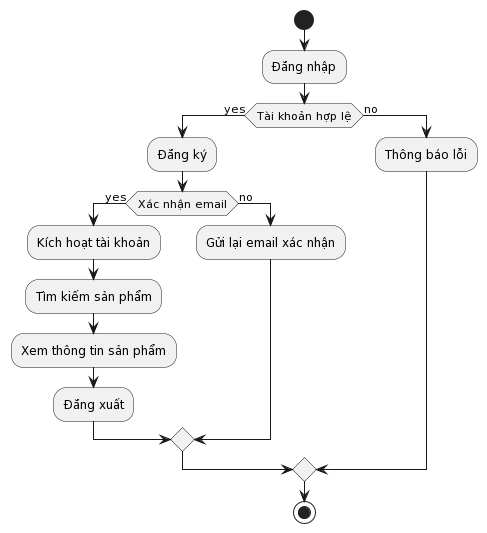 Đăng nhập
yes
Tài khoản hợp lệ
no
Đăng ký
Thông báo lỗi
yes
Xác nhận email
no
Kích hoạt tài khoản
Gửi lại email xác nhận
Tìm kiếm sản phẩm
Xem thông tin sản phẩm
Đăng xuất